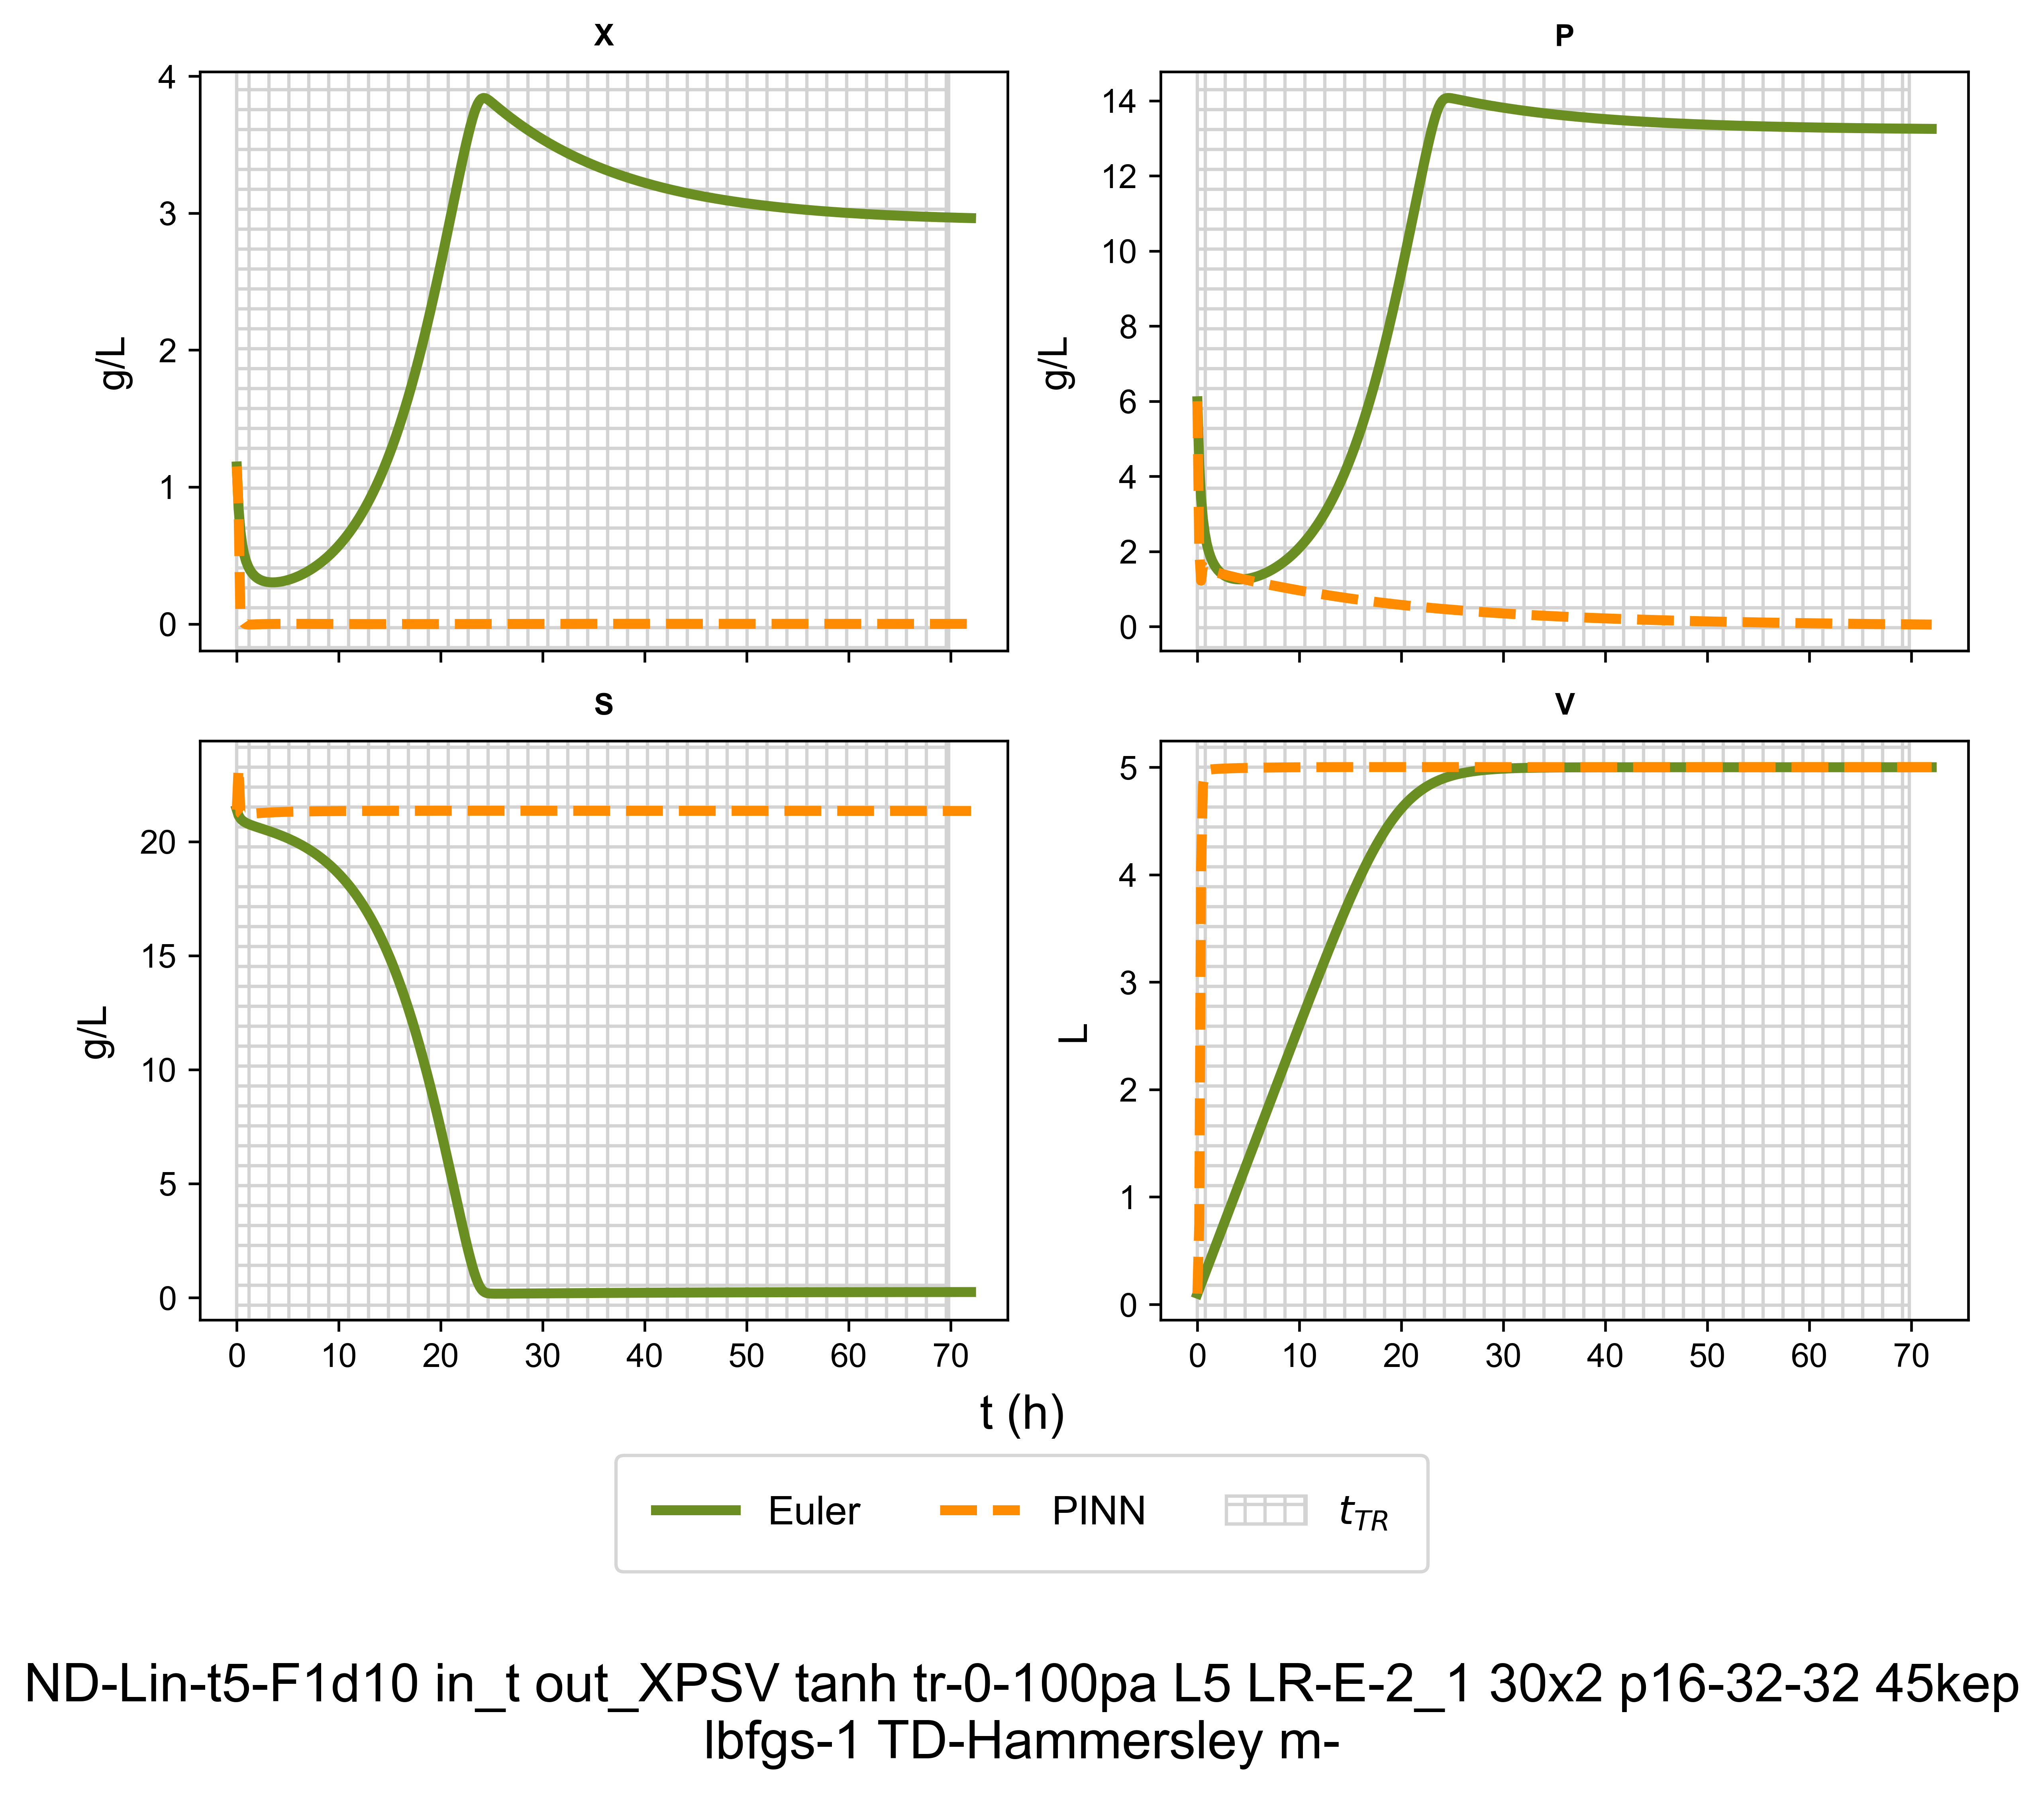 X
P
4
3
2
1
0
g/L
14
12
10
8
6
4
2
0
g/L
S
V
20
15
10
5
0
g/L
0 10 20 30 40 50 60 70
5
4
3
2
1
0
L
0 10 20 30 40 50 60 70
t (h)
Euler PINN t_{TR}
ND-Lin-t5-F1d10 in_t out_XPSV tanh tr-0-100pa L5 LR-E-2_1 30x2 p16-32-32 45kep
lbfgs-1 TD-Hammersley m-